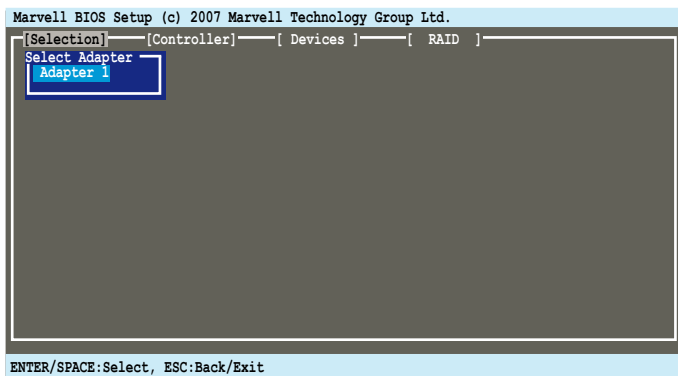 Marvell BIOS Setup (c) 2007 Marvell Technology Group Ltd.
[Selection] [Controller] [ Devices ] [ RAID ]
Select Adapter
Adapter 1
ENTER/SPACE:Select, ESC:Back/Exit